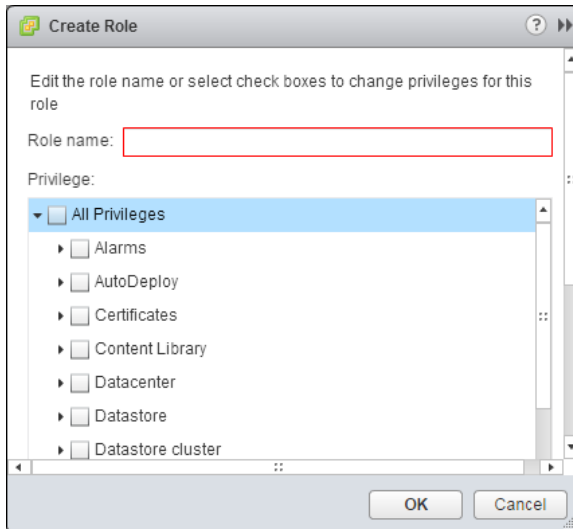 Create Role
?
Edit the role name or select check boxes to change privileges for this
role
Role name:
Privilege:
All Privileges
Alarms
AutoDeploy
Certificates
Content Library
Datacenter
Datastore
Datastore cluster
OK
Cancel